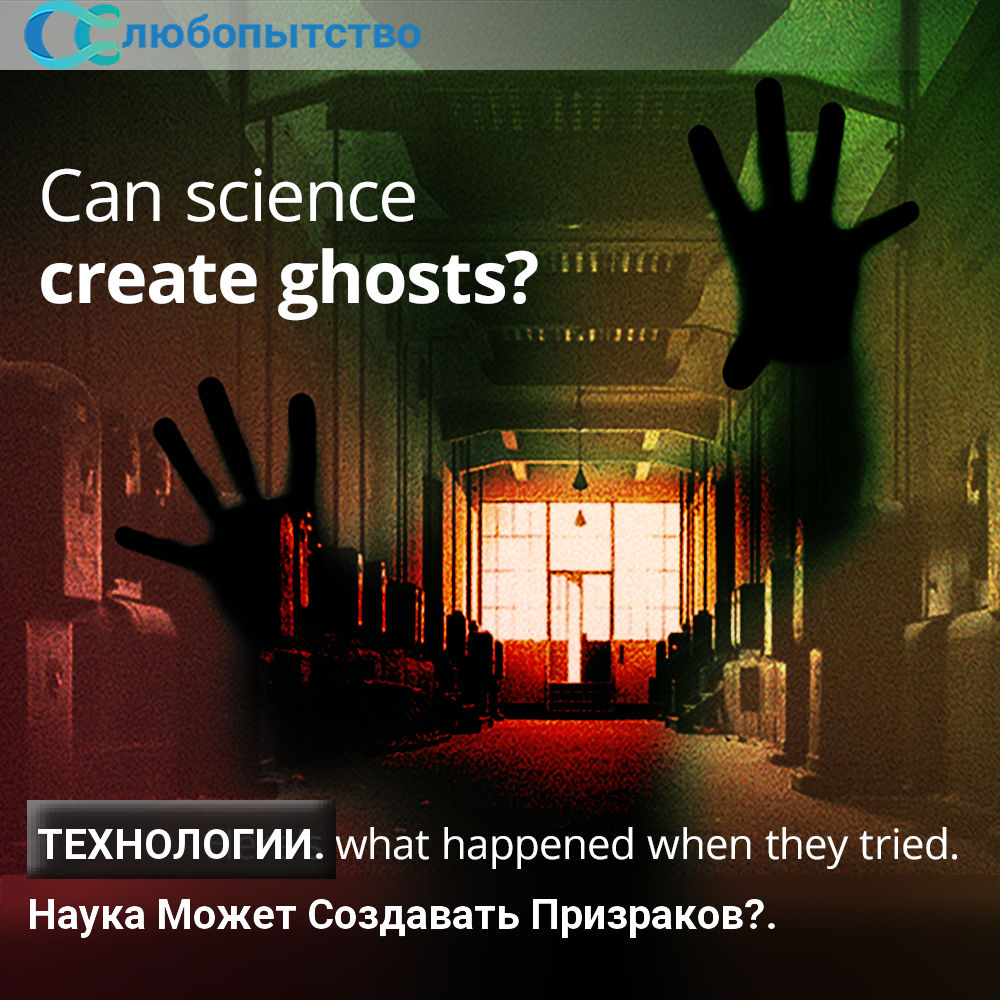 любопытство
Can science
create ghosts?
ТЕХНОЛОГИИ. what happened when they tried.
Наука Может Создавать Призраков?.